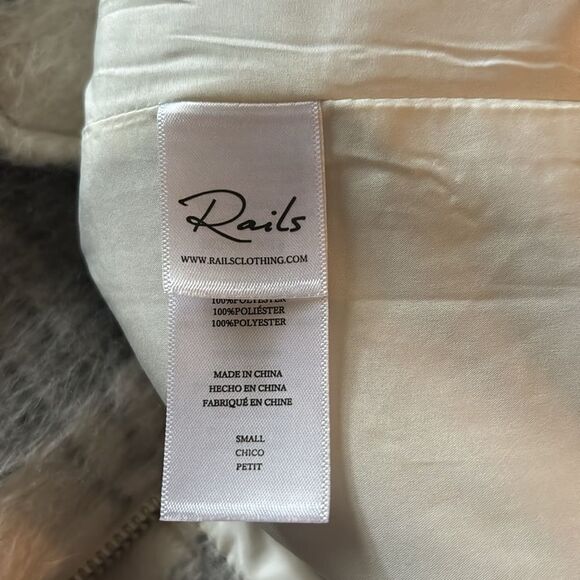 Rails
WWW.RAILSCLOTHING.COM
100%POLYESTER
100%POLIÉSTER
100%POLYESTER
MADE IN CHINA
HECHO EN CHINA
FABRIQUÉ EN CHINE
SMALL
CHICO
PETIT